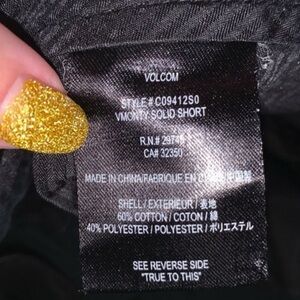 VOLCOM
STYLE # C09412S0
VMONTY SOLID SHORT
R.N.# 29745
CA# 32350
MADE IN CHINA/FABRIQUE EN
SHELL / EXTERIEUR / 表地
60% COTTON / COTON / 綿
40% POLYESTER / POLYESTER / ポリエステル
SEE REVERSE SIDE
"TRUE TO THIS"